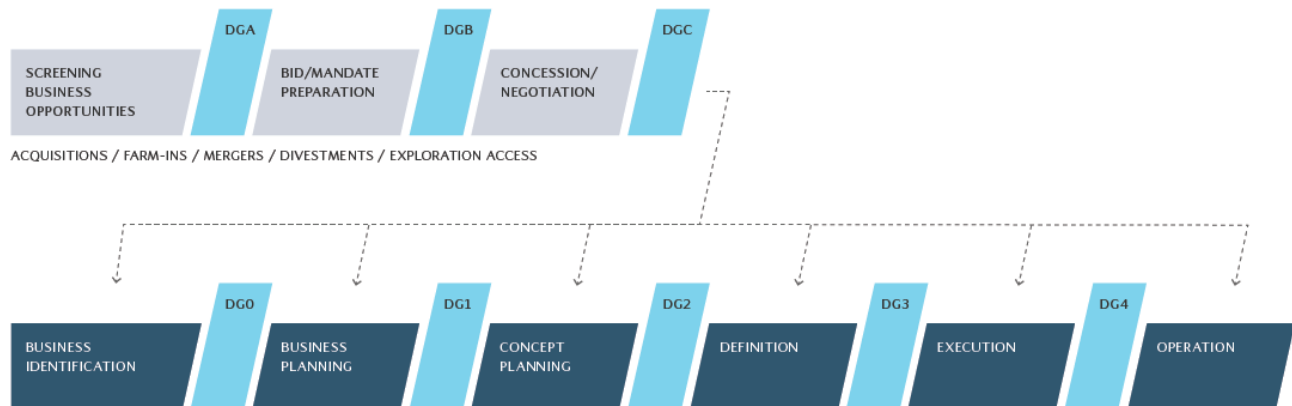 DGA
DGB
DGC
SCREENING
BUSINESS
OPPORTUNITIES
BID/MANDATE
PREPARATION
CONCESSION/
NEGOTIATION
ACQUISITIONS / FARM-INS / MERGERS / DIVESTMENTS / EXPLORATION ACCESS
DG0
DG1
DG2
DG3
DG4
BUSINESS
IDENTIFICATION
BUSINESS
PLANNING
CONCEPT
PLANNING
DEFINITION
EXECUTION
OPERATION